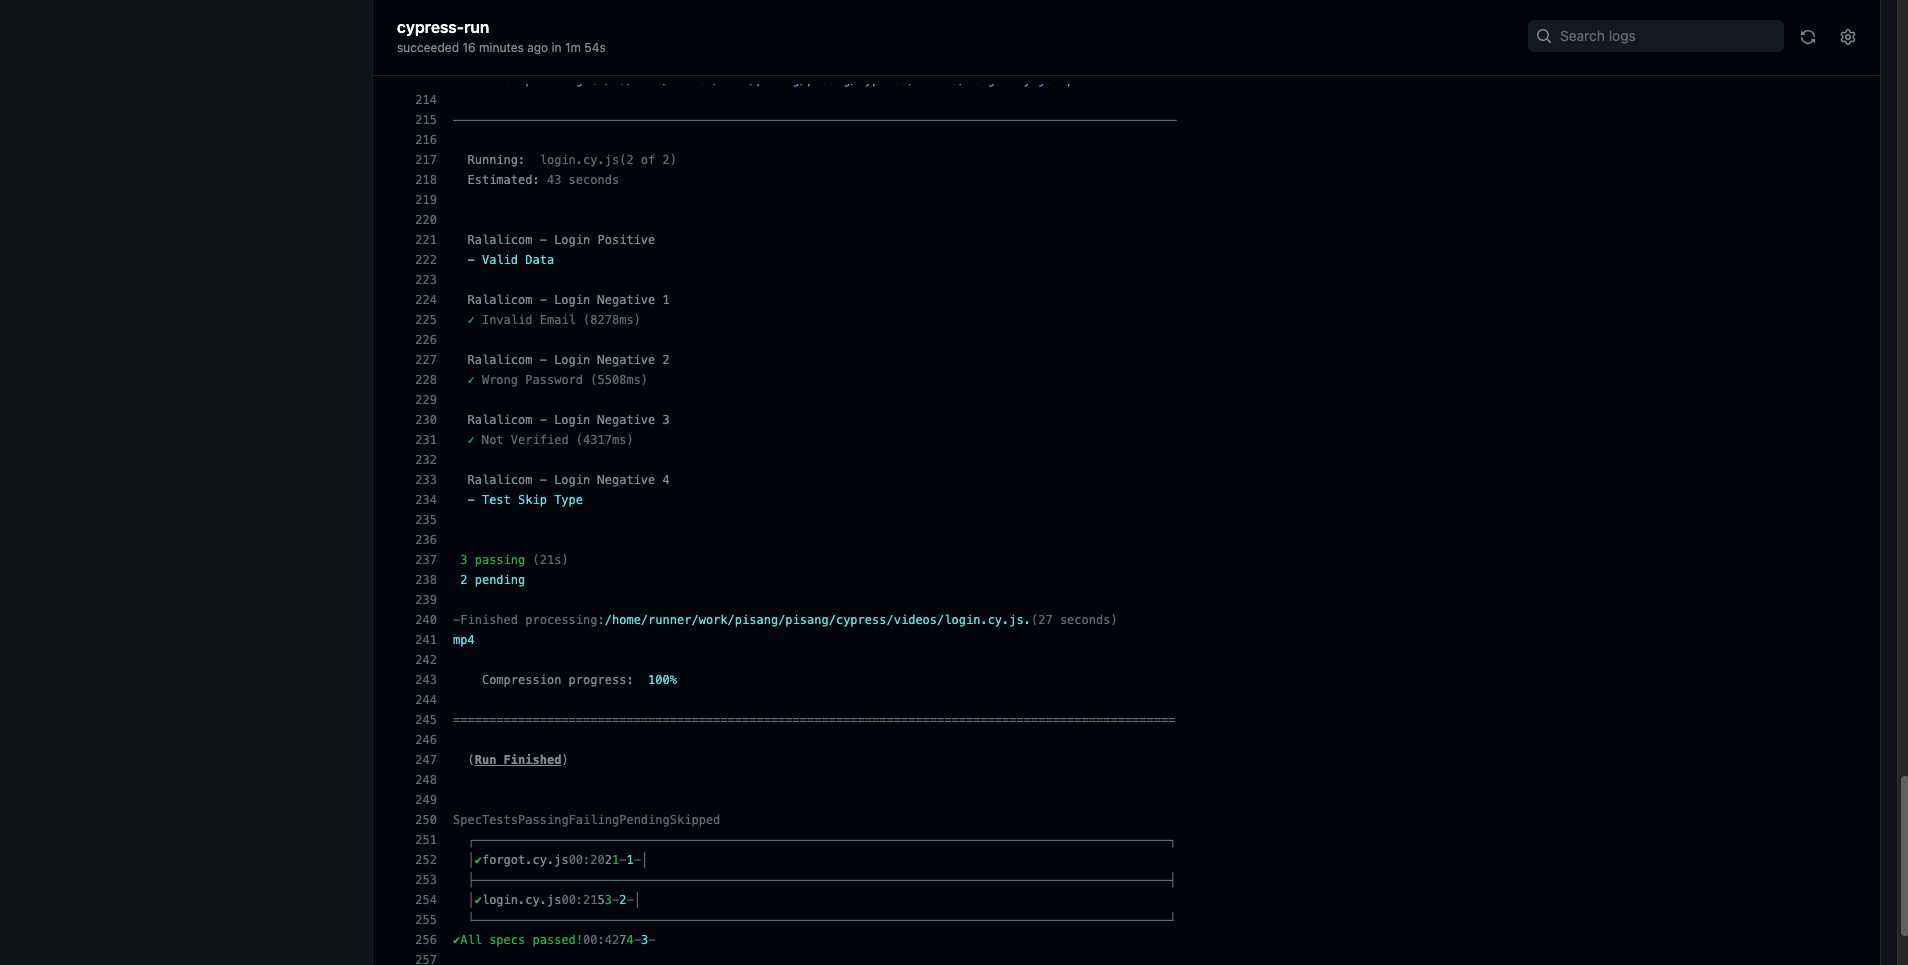 cypress-run
succeeded 16 minutes ago in 1m 54s
Search logs
214
215
216
217 Running: login.cy.js(2 of 2)
218 Estimated: 43 seconds
219
220
221 Ralalicom - Login Positive
222 - Valid Data
223
224 Ralalicom - Login Negative 1
225 ✓ Invalid Email (8278ms)
226
227 Ralalicom - Login Negative 2
228 ✓ Wrong Password (5508ms)
229
230 Ralalicom - Login Negative 3
231 ✓ Not Verified (4317ms)
232
233 Ralalicom - Login Negative 4
234 - Test Skip Type
235
236
237 3 passing (21s)
238 2 pending
239
240 -Finished processing:/home/runner/work/pisang/pisang/cypress/videos/login.cy.js.(27 seconds)
241 mp4
242
243 Compression progress: 100%
244
245 ====================================================================================================
246
247 (Run Finished)
248
249
250 SpecTestsPassingFailingPendingSkipped
251
252 │✔forgot.cy.js00:2021-1-│
253
254 │✔login.cy.js00:2153-2-│
255
256 ✔All specs passed!00:4274-3-
257